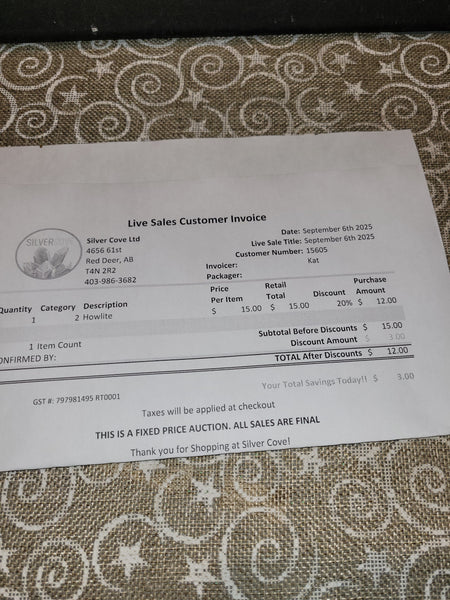 Live Sales Customer Invoice
SILVER COVE
Silver Cove Ltd
4656 61st
Red Deer, AB
T4N 2R2
403-986-3682
Date: September 6th 2025
Live Sale Title: September 6th 2025
Customer Number: 15605
Invoicer: Kat
Packager:
Quantity Category Description Price Per Item Retail Total Discount Purchase Amount
1 2 Howlite $ 15.00 $ 15.00 20% $ 12.00
1 Item Count
Subtotal Before Discounts $ 15.00
Discount Amount $ 3.00
ONFIRMED BY:
TOTAL After Discounts $ 12.00
Your Total Savings Today!! $ 3.00
GST #: 797981495 RT0001
Taxes will be applied at checkout
THIS IS A FIXED PRICE AUCTION. ALL SALES ARE FINAL
Thank you for Shopping at Silver Cove!